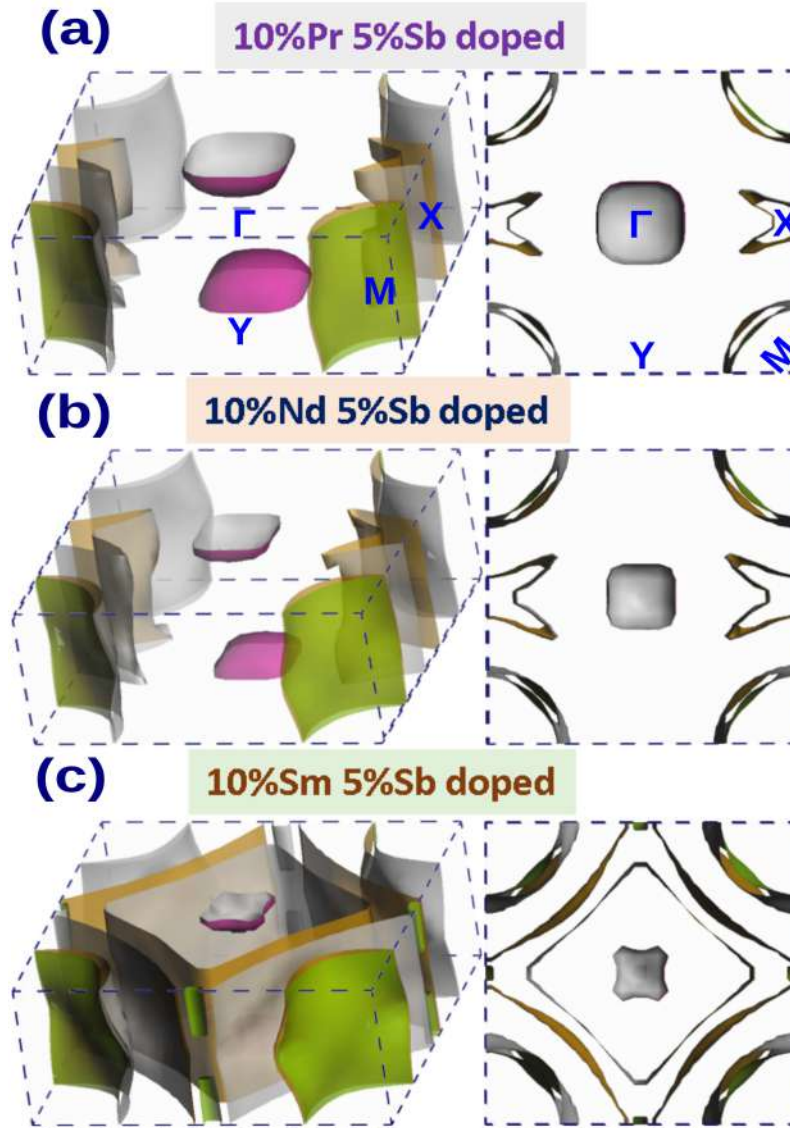 (a)
10%Pr 5%Sb doped
Γ
X
M
Y
Γ
X
Y
M
(b)
10%Nd 5%Sb doped
(c)
10%Sm 5%Sb doped